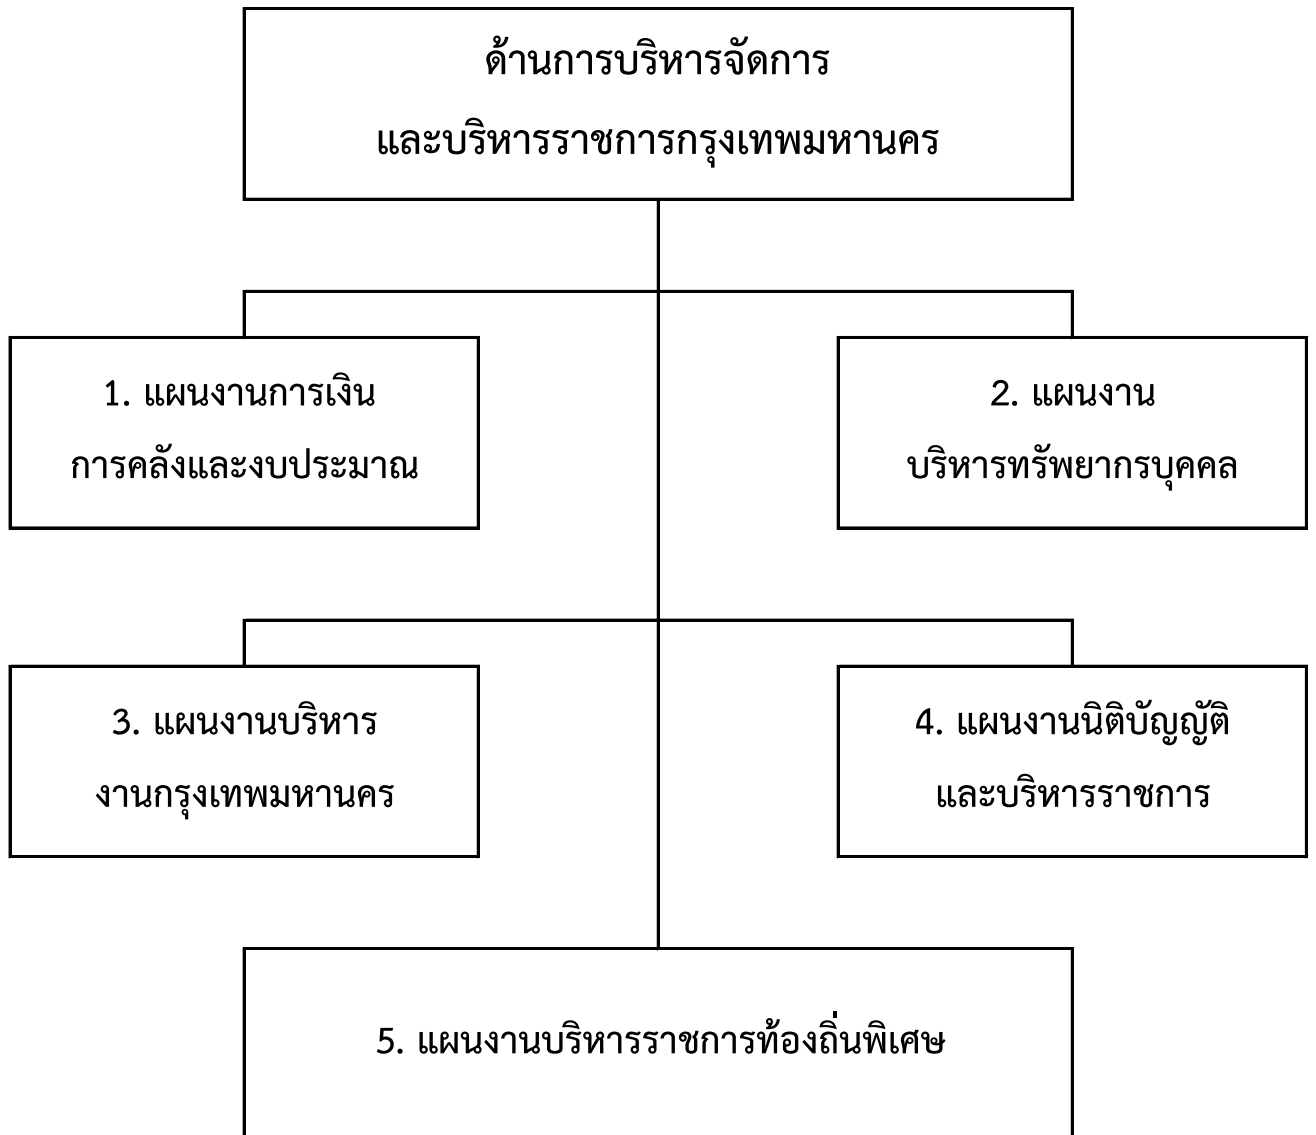 ด้านการบริหารจัดการ
และบริหารราชการกรุงเทพมหานคร
1. แผนงานการเงิน
การคลังและงบประมาณ
2. แผนงาน
บริหารทรัพยากรบุคคล
3. แผนงานบริหาร
งานกรุงเทพมหานคร
4. แผนงานนิติบัญญัติ
และบริหารราชการ
5. แผนงานบริหารราชการท้องถิ่นพิเศษ